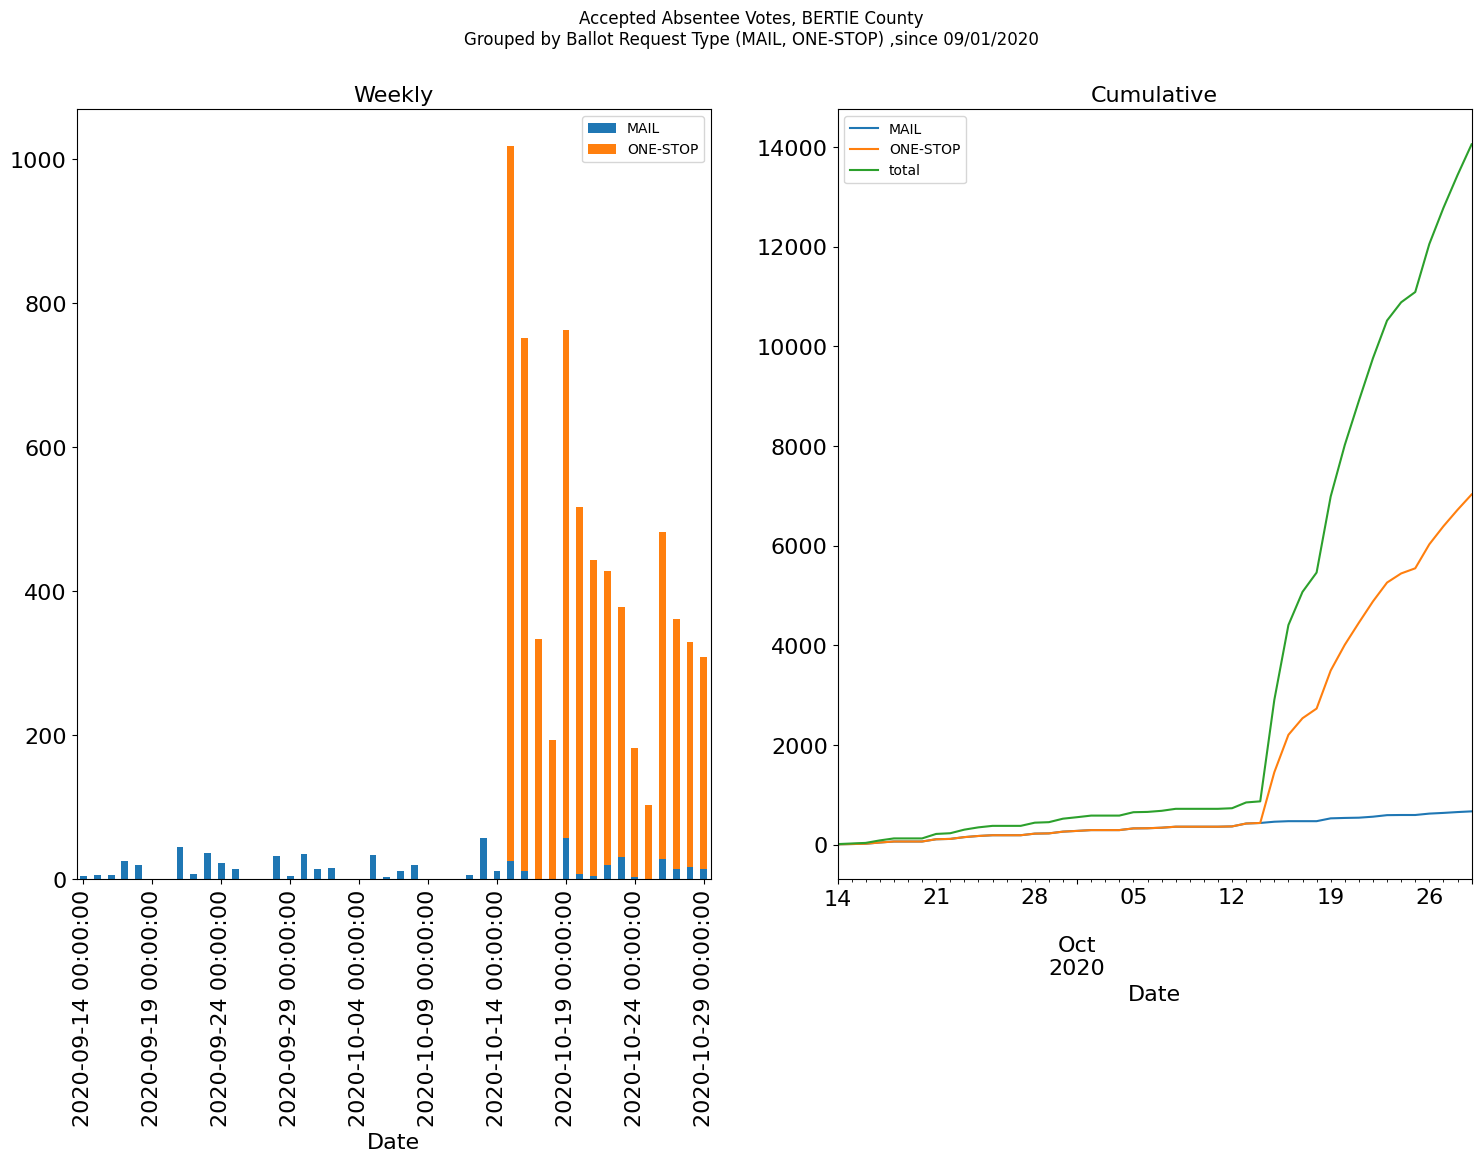 Accepted Absentee Votes, BERTIE County
Grouped by Ballot Request Type (MAIL, ONE-STOP) ,since 09/01/2020
Weekly
MAIL
ONE-STOP
1000
800
600
400
200
0
2020-09-14 00:00:00
2020-09-19 00:00:00
2020-09-24 00:00:00
2020-09-29 00:00:00
2020-10-04 00:00:00
2020-10-09 00:00:00
2020-10-14 00:00:00
2020-10-19 00:00:00
2020-10-24 00:00:00
2020-10-29 00:00:00
Date
Cumulative
MAIL
ONE-STOP
total
14000
12000
10000
8000
6000
4000
2000
0
14 21 28 05 12 19 26
Oct
2020
Date